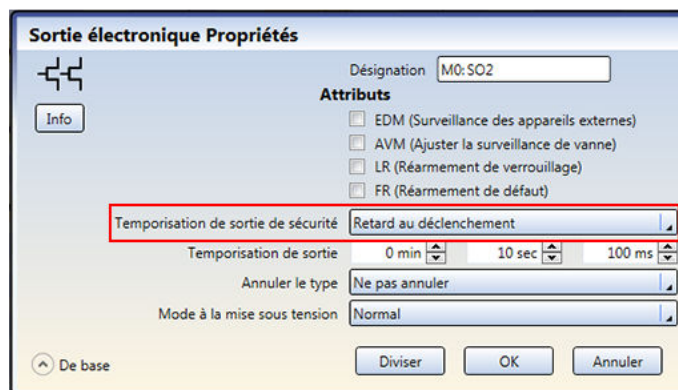 Sortie électronique Propriétés
Désignation M0:SO2
Attributs
Info
EDM (Surveillance des appareils externes)
AVM (Ajuster la surveillance de vanne)
LR (Réarmement de verrouillage)
FR (Réarmement de défaut)
Temporisation de sortie de sécurité Retard au déclenchement
Temporisation de sortie 0 min 10 sec 100 ms
Annuler le type Ne pas annuler
Mode à la mise sous tension Normal
De base Diviser OK Annuler